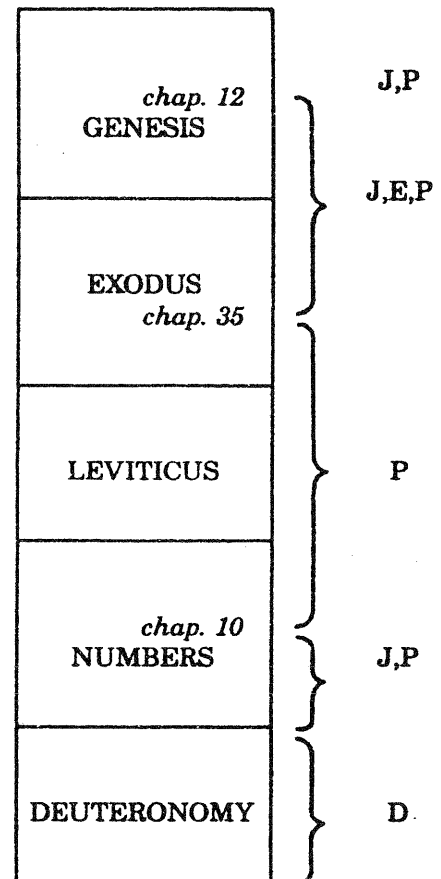 J,P
chap. 12
GENESIS
J,E,P
EXODUS
chap. 35
LEVITICUS
P
chap. 10
NUMBERS
J,P
DEUTERONOMY
D